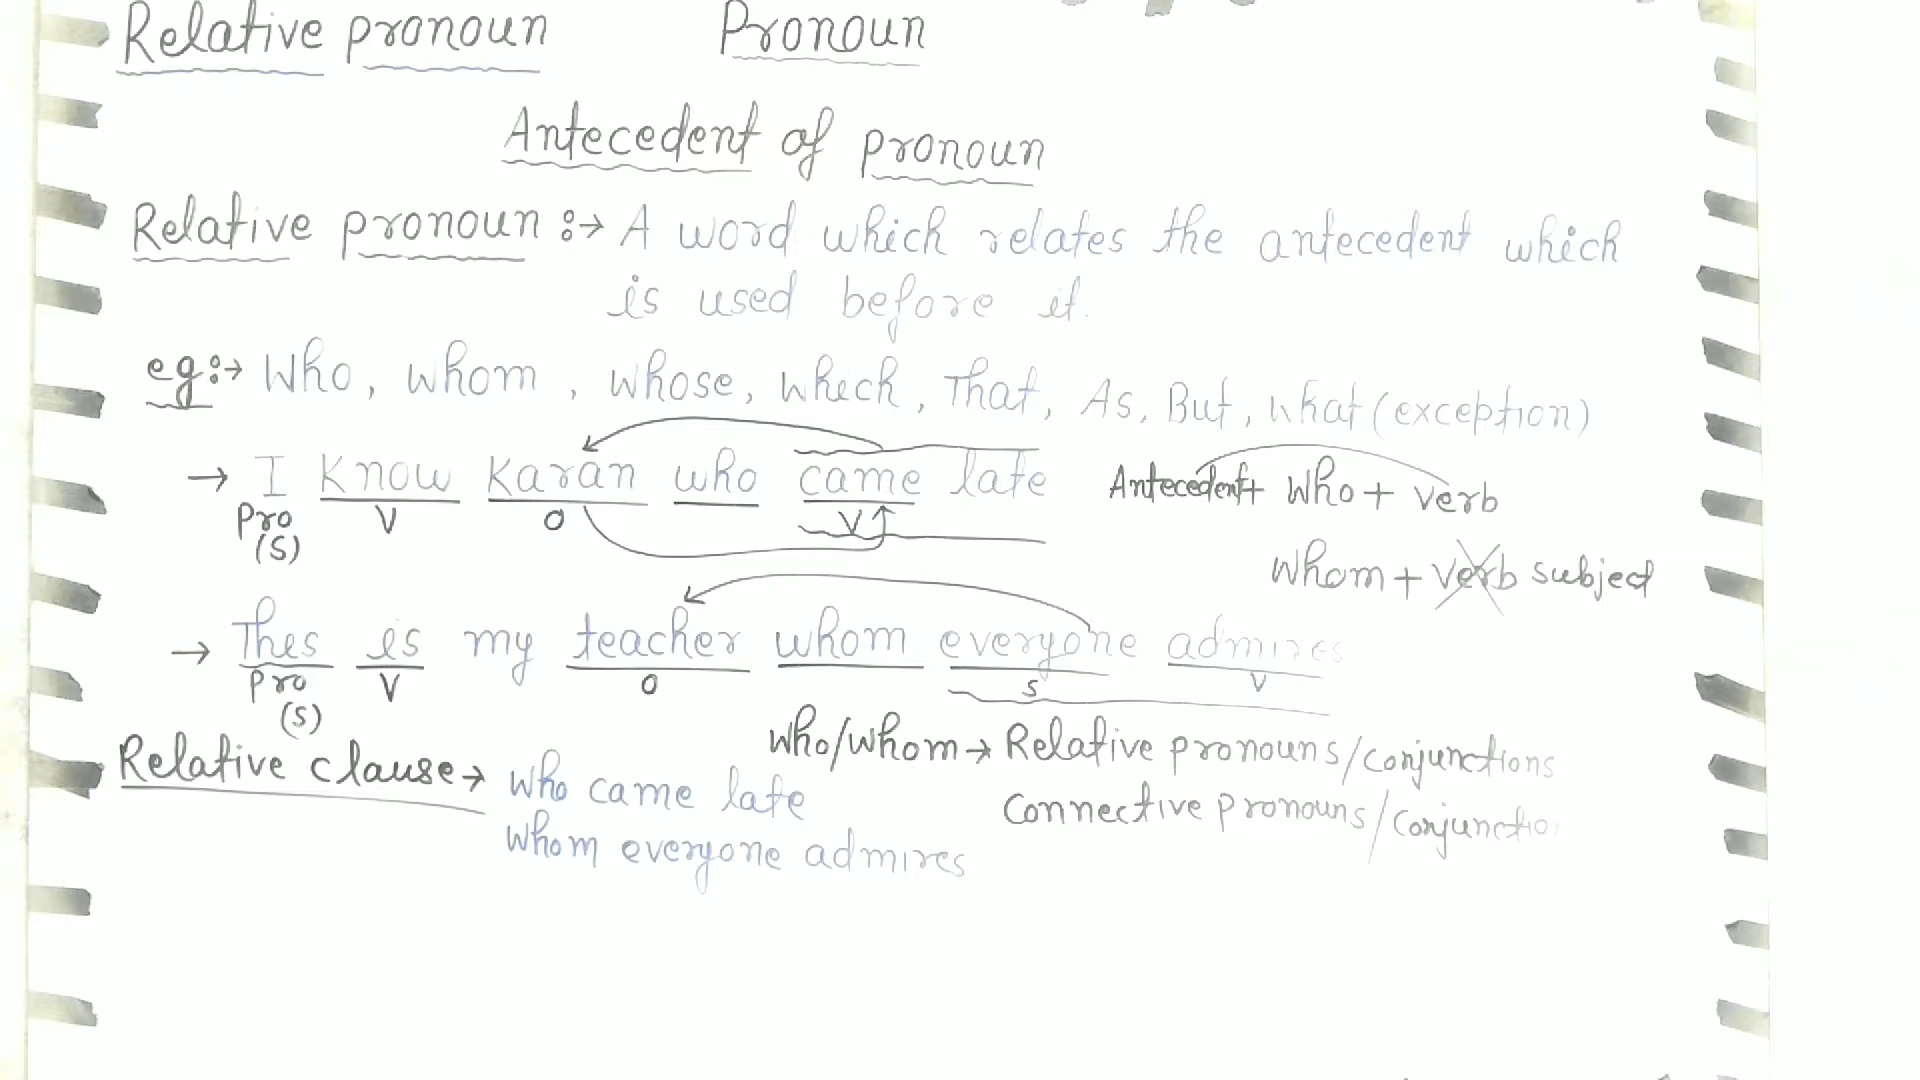 Relative pronoun Pronoun
Antecedent of pronoun
Relative pronoun :→ A word which relates the antecedent which
is used before it.
eg:→ Who, whom, whose, which, That, As, But, what (exception)
→ I know karan who came late Antecedent + who + verb
Pro V O V
(S)
whom + verb subject
→ This is my teacher whom everyone admires
Pro V O S V
(S)
who/whom → Relative pronouns/conjunctions
Relative clause → who came late
Connective pronouns/conjunctio
whom everyone admires